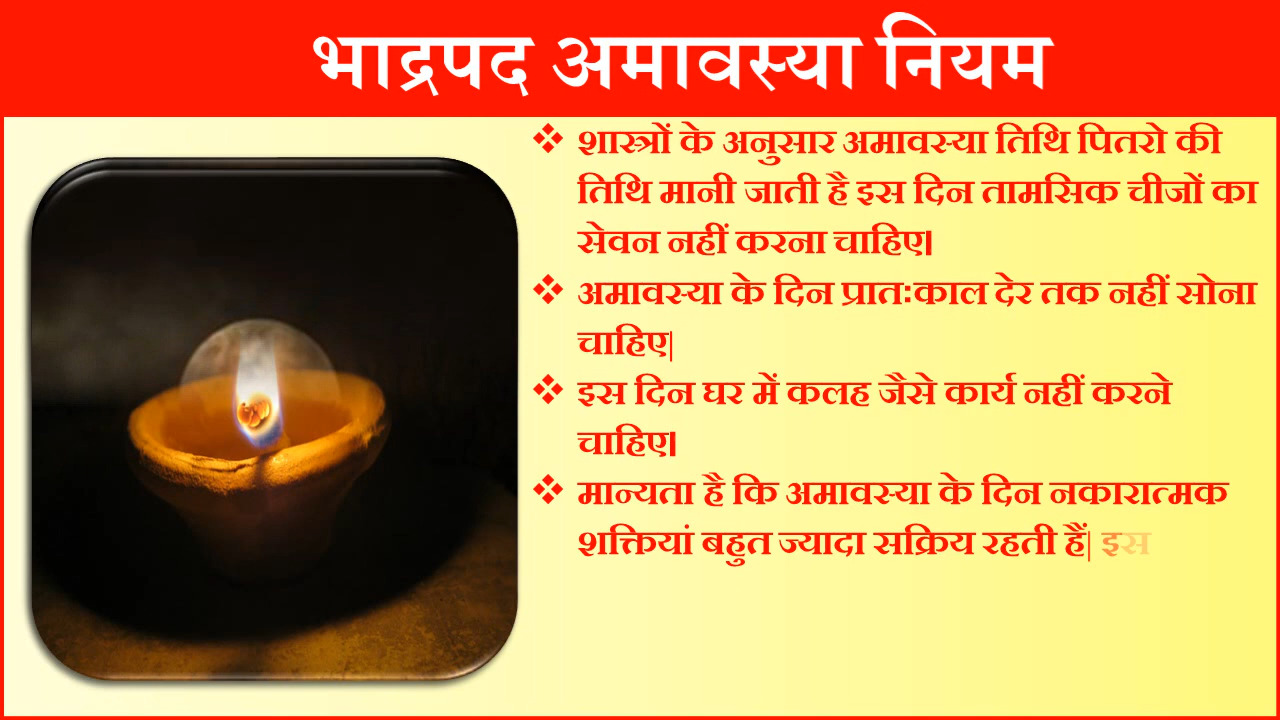 भाद्रपद अमावस्या नियम
❖ शास्त्रों के अनुसार अमावस्या तिथि पितरो की
तिथि मानी जाती है इस दिन तामसिक चीजों का
सेवन नहीं करना चाहिए।
❖ अमावस्या के दिन प्रातःकाल देर तक नहीं सोना
चाहिए|
❖ इस दिन घर में कलह जैसे कार्य नहीं करने
चाहिए।
❖ मान्यता है कि अमावस्या के दिन नकारात्मक
शक्तियां बहुत ज्यादा सक्रिय रहती हैं| इस